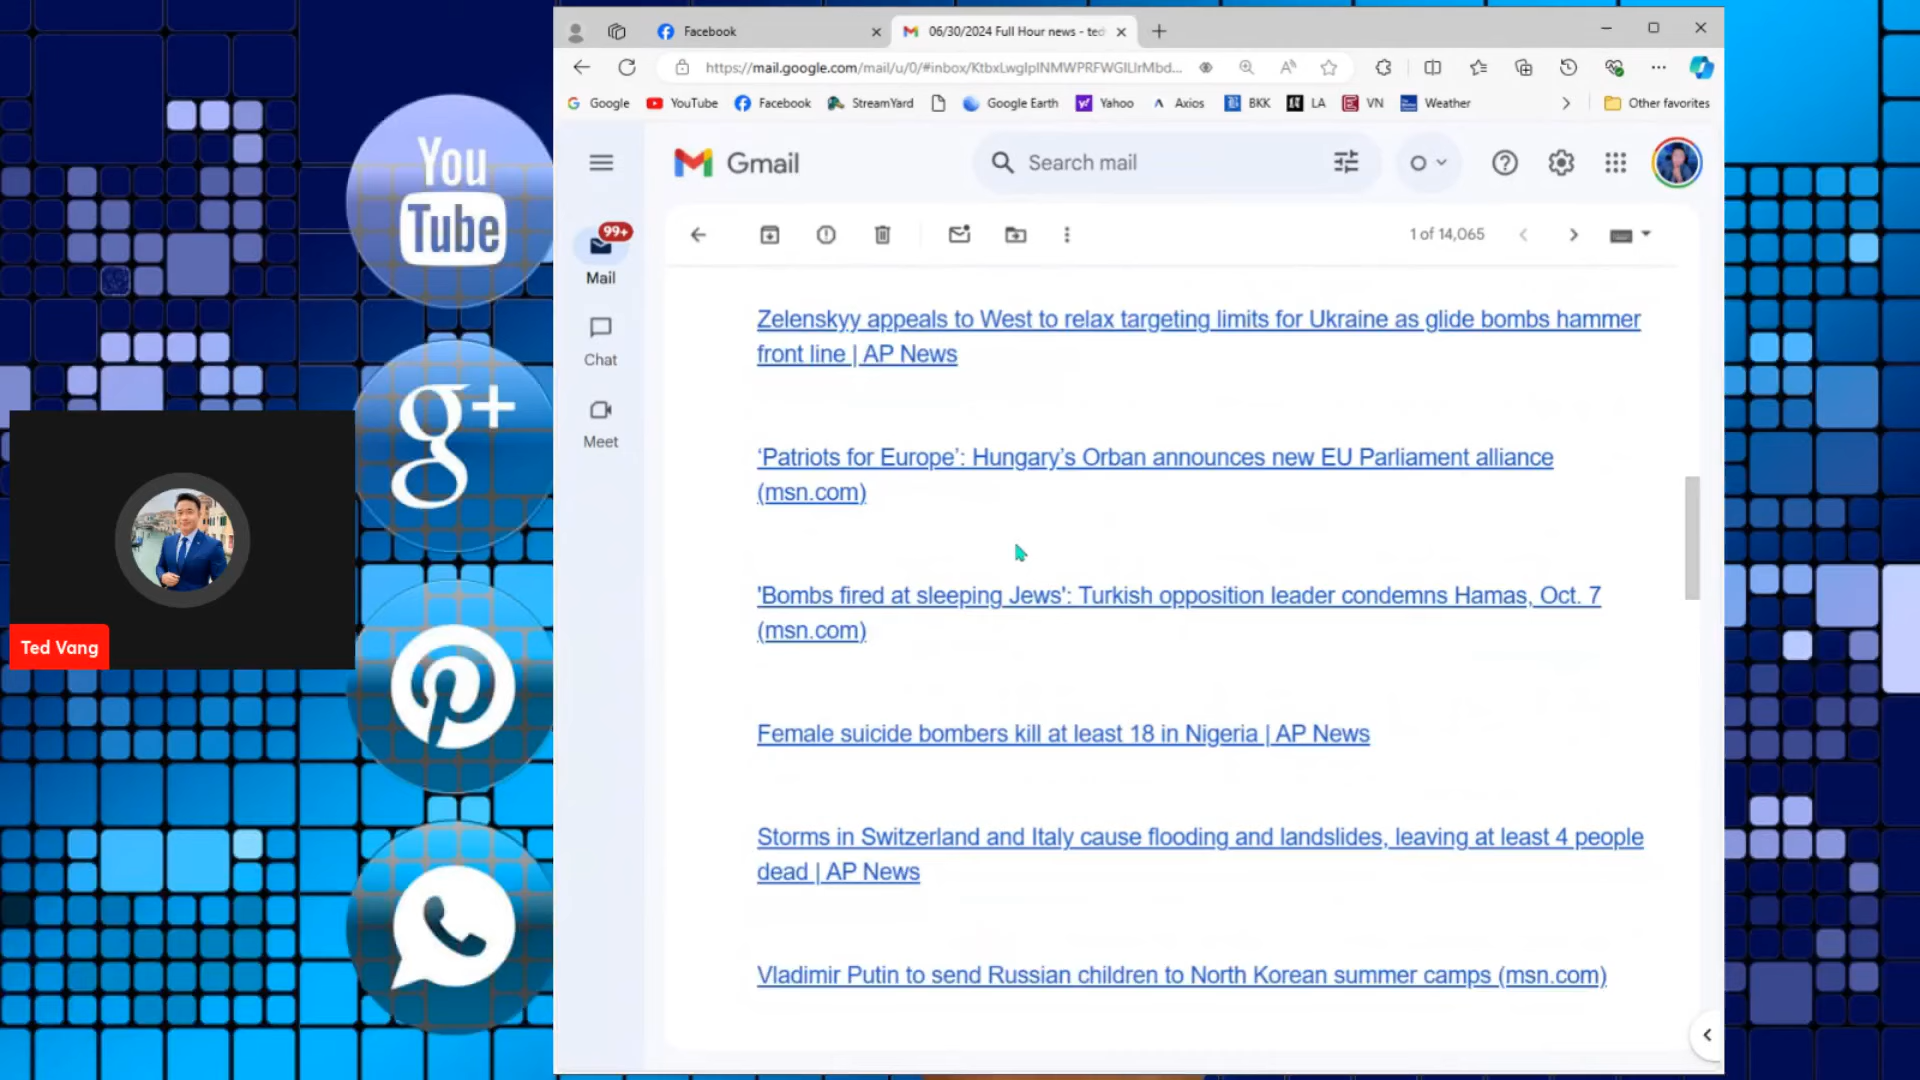 Facebook
06/30/2024 Full Hour news - ted
https://mail.google.com/mail/u/0/#inbox/KtbxLwglplNMWPRFWGlLlrMbd...
Google
YouTube
Facebook
StreamYard
Google Earth
Yahoo
Axios
BKK
LA
VN
Weather
Other favorites
Gmail
Search mail
99+
Mail
Chat
Meet
1 of 14,065
Zelenskyy appeals to West to relax targeting limits for Ukraine as glide bombs hammer
front line | AP News
‘Patriots for Europe’: Hungary’s Orban announces new EU Parliament alliance
(msn.com)
'Bombs fired at sleeping Jews': Turkish opposition leader condemns Hamas, Oct. 7
(msn.com)
Female suicide bombers kill at least 18 in Nigeria | AP News
Storms in Switzerland and Italy cause flooding and landslides, leaving at least 4 people
dead | AP News
Vladimir Putin to send Russian children to North Korean summer camps (msn.com)
You
Tube
g+
Ted Vang